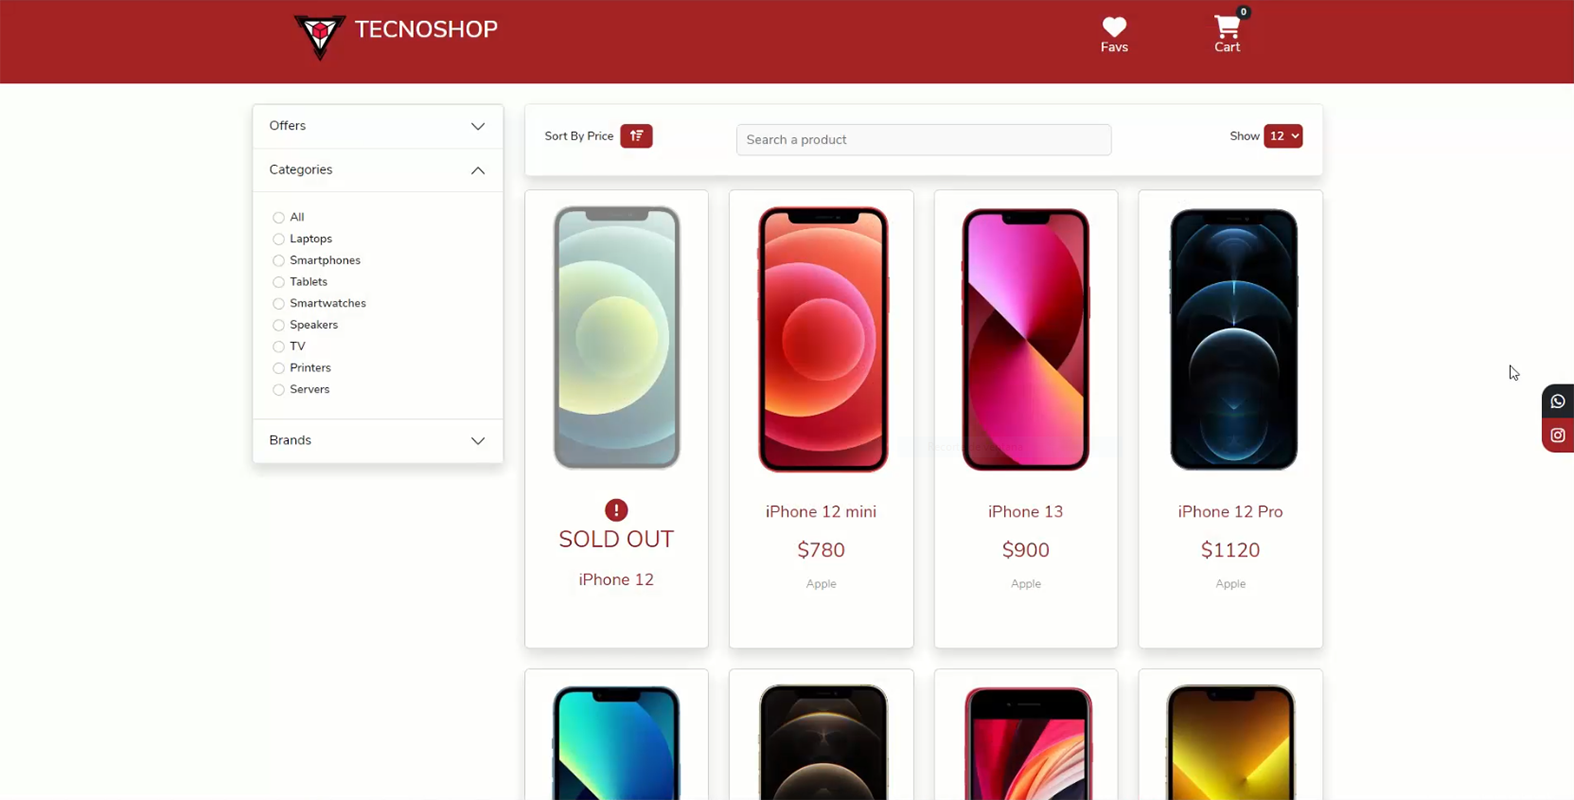 TECNOSHOP
Favs
0
Cart
Offers
Categories
All
Laptops
Smartphones
Tablets
Smartwatches
Speakers
TV
Printers
Servers
Brands
Sort By Price
Search a product
Show 12
!
SOLD OUT
iPhone 12
iPhone 12 mini
$780
Apple
iPhone 13
$900
Apple
iPhone 12 Pro
$1120
Apple